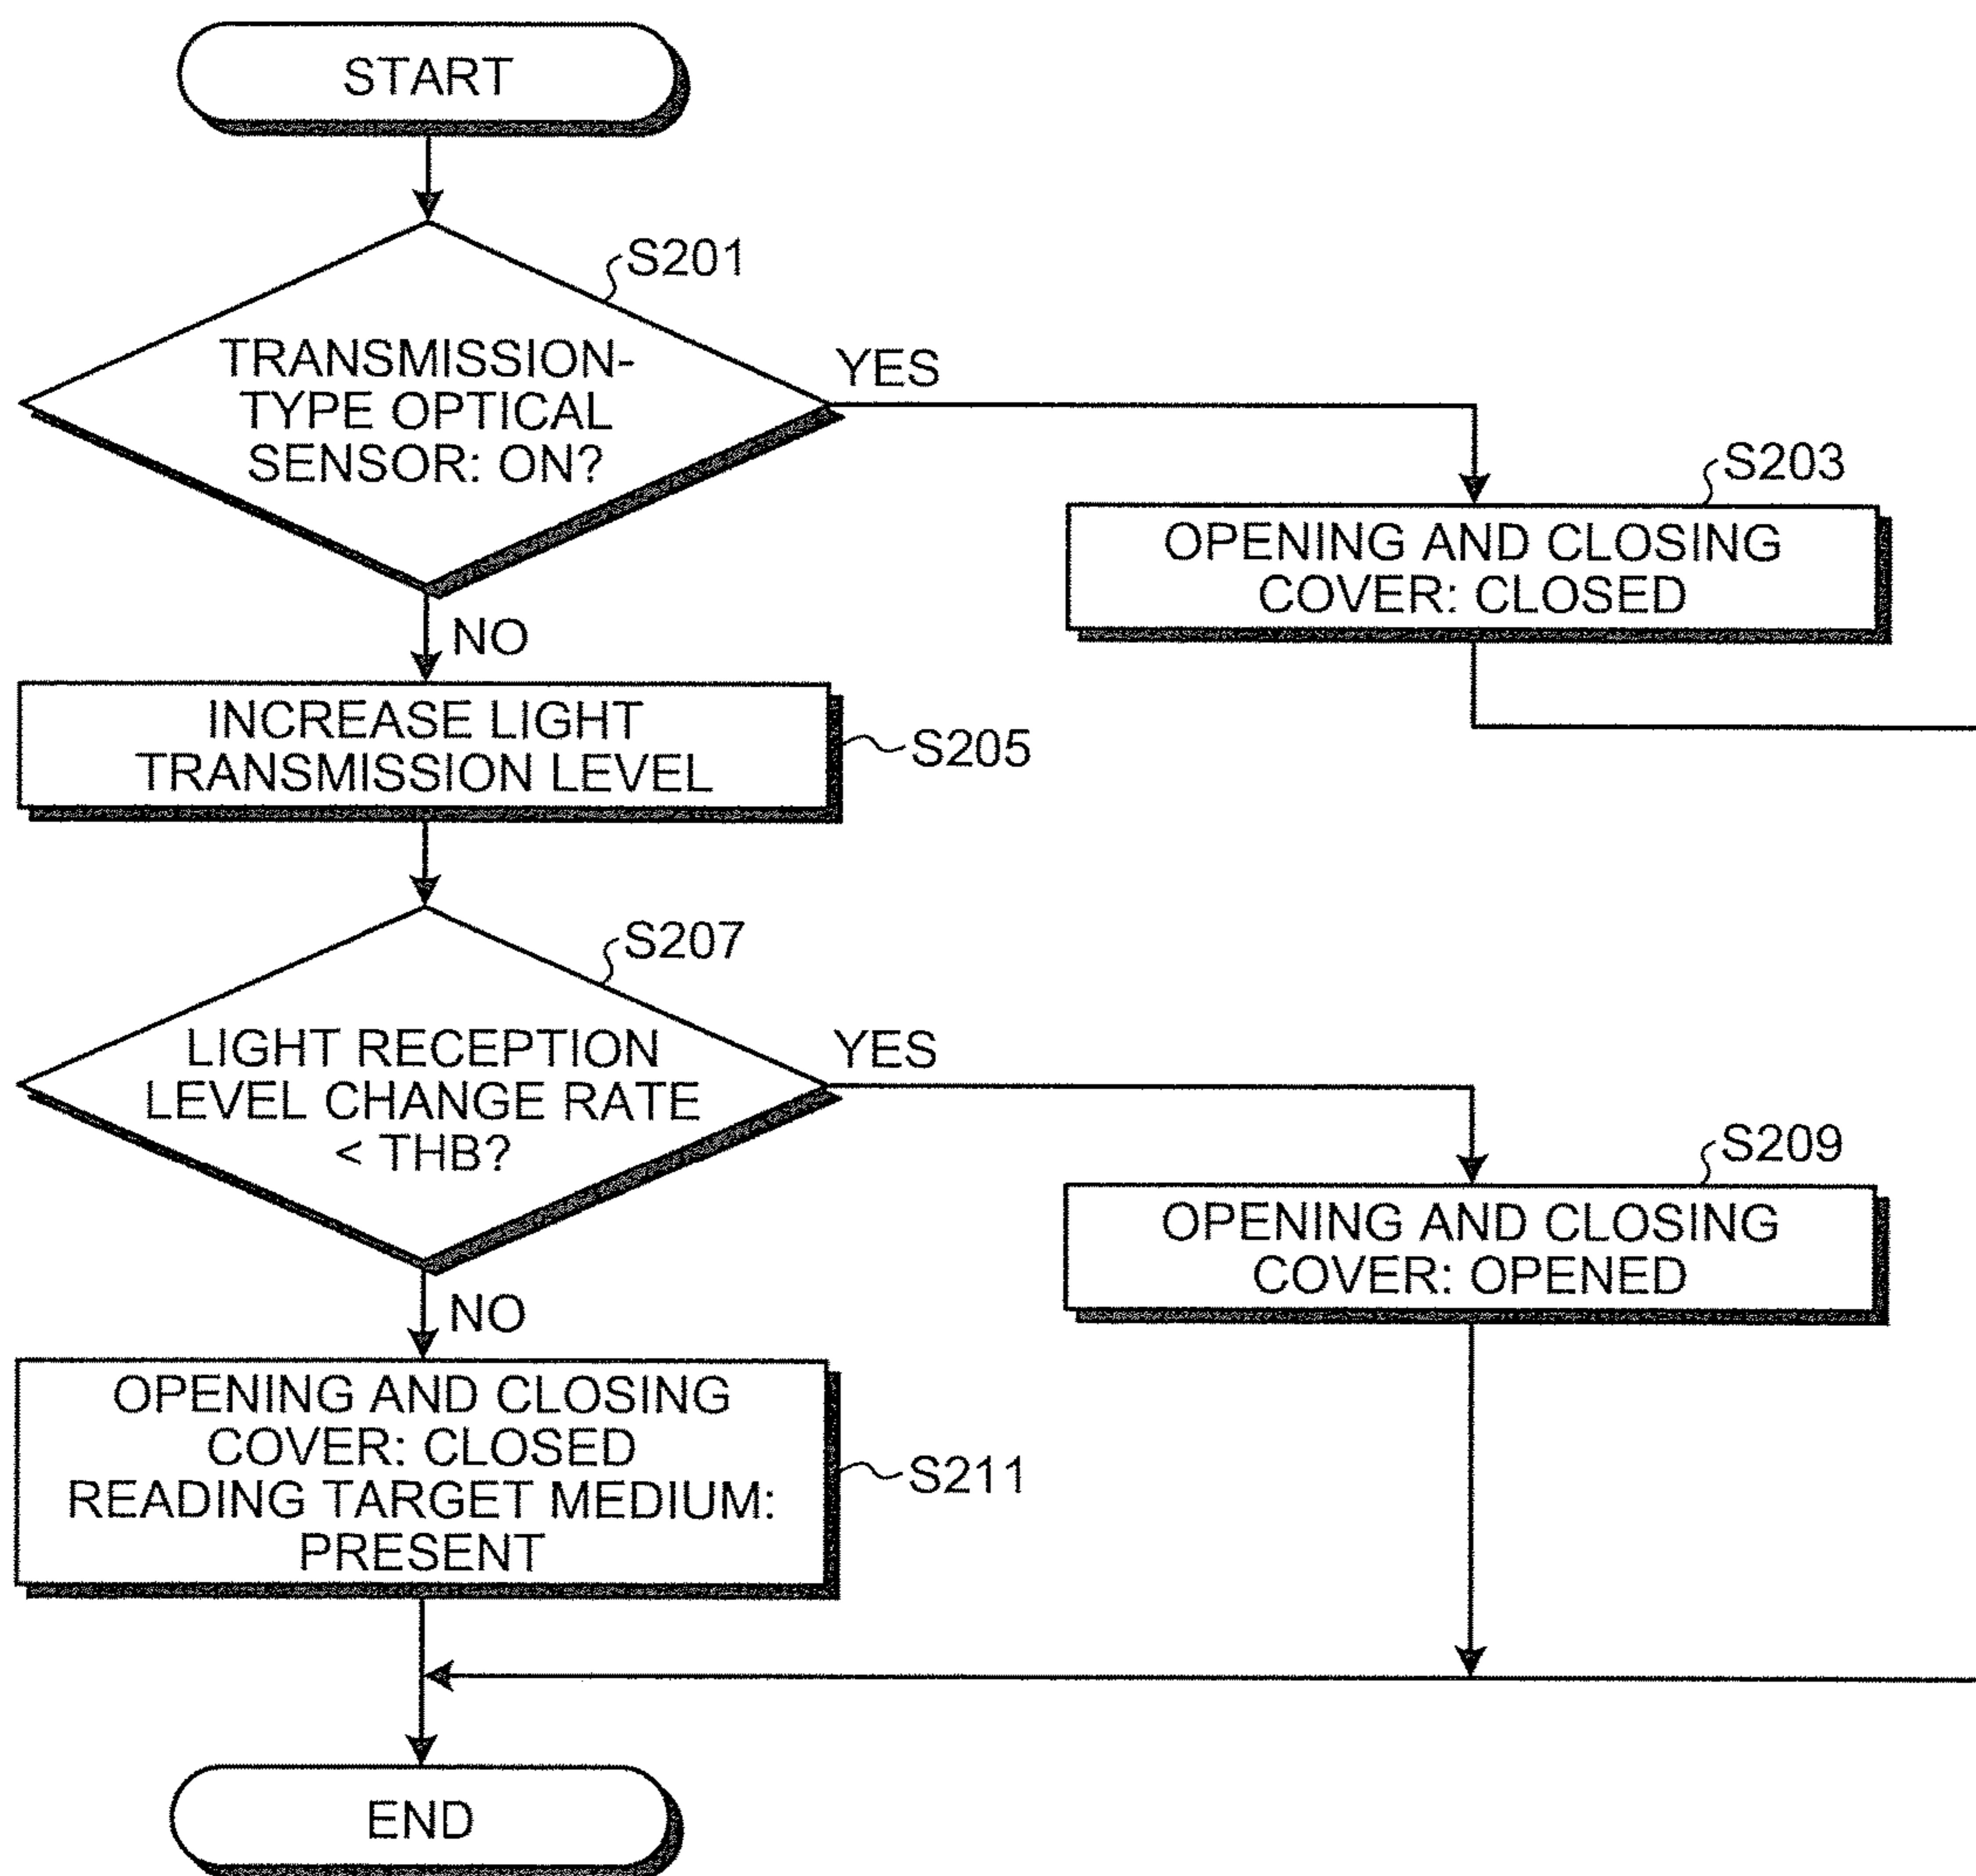 START
S201
TRANSMISSION-
TYPE OPTICAL
SENSOR: ON?
YES
S203
OPENING AND CLOSING
COVER: CLOSED
NO
INCREASE LIGHT
TRANSMISSION LEVEL
S205
S207
LIGHT RECEPTION
LEVEL CHANGE RATE
< THB?
YES
S209
OPENING AND CLOSING
COVER: OPENED
NO
OPENING AND CLOSING
COVER: CLOSED
READING TARGET MEDIUM:
PRESENT
S211
END